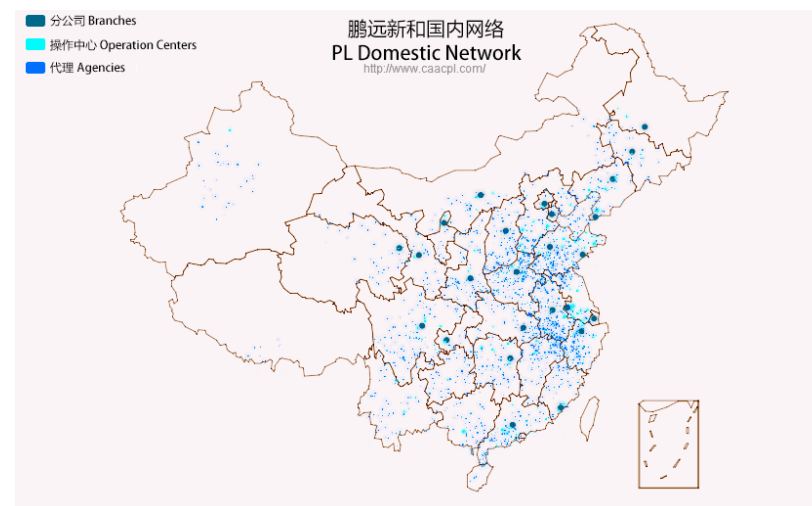 分公司 Branches
操作中心 Operation Centers
代理 Agencies
鹏远新和国内网络
PL Domestic Network
http://www.caacpl.com/